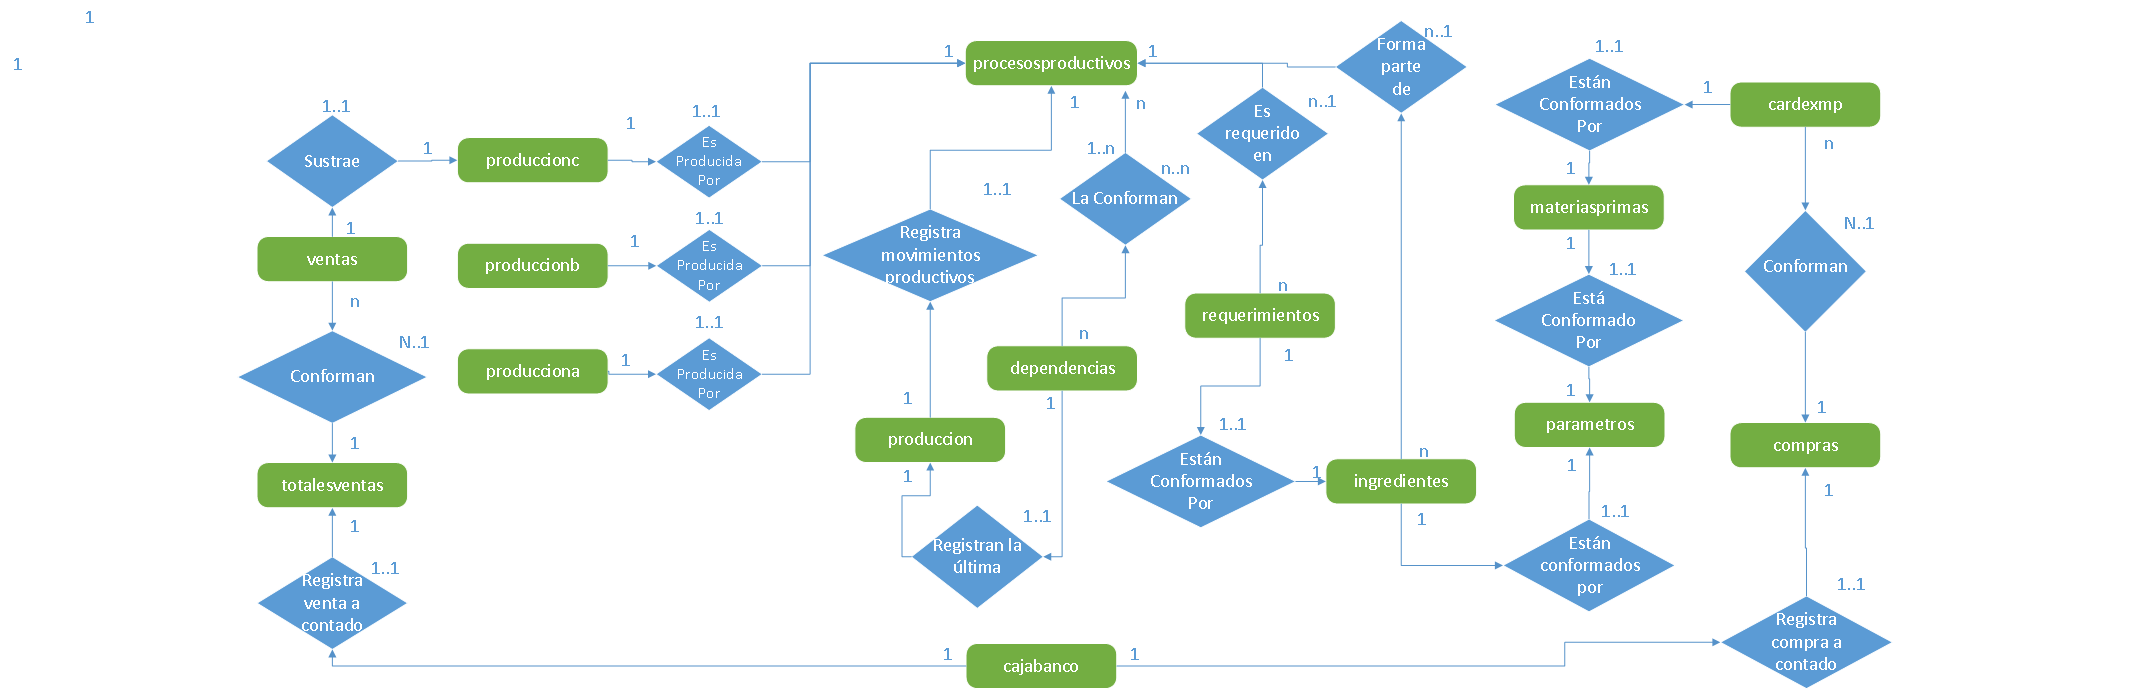 1
1
1..1
Sustrae
1
produccionc
1
1..1
Es
Producida
Por
1
procesosproductivos
1
1
n
n..1
Forma
parte
de
n..1
Es
requerido
en
1..1
Están
Conformados
Por
1
cardexmp
n
1
materiasprimas
1
1..n
n..n
La Conforman
1..1
Registra
movimientos
productivos
1
ventas
n
produccionb
1
1..1
Es
Producida
Por
N..1
Conforman
1..1
Está
Conformado
Por
n
requerimientos
1
N..1
Conforman
producciona
1
1..1
Es
Producida
Por
n
dependencias
1
1
produccion
1
1
parametros
1
1
compras
1
1
totalesventas
1
1..1
Están
Conformados
Por
1
n
ingredientes
1
1..1
Registran la
última
1..1
Están
conformados
por
1..1
Registra
venta a
contado
1..1
Registra
compra a
contado
1
cajabanco
1